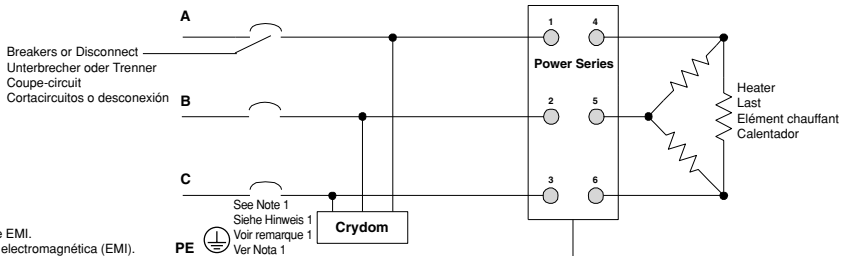 A
1 4
Breakers or Disconnect
Unterbrecher oder Trenner
Coupe-circuit
Cortacircuitos o desconexión
Power Series
B
2 5
Heater
Last
Elément chauffant
Calentador
C
3 6
See Note 1
Siehe Hinweis 1
Voir remarque 1
Ver Nota 1
Crydom
e EMI.
electromagnética (EMI).
PE